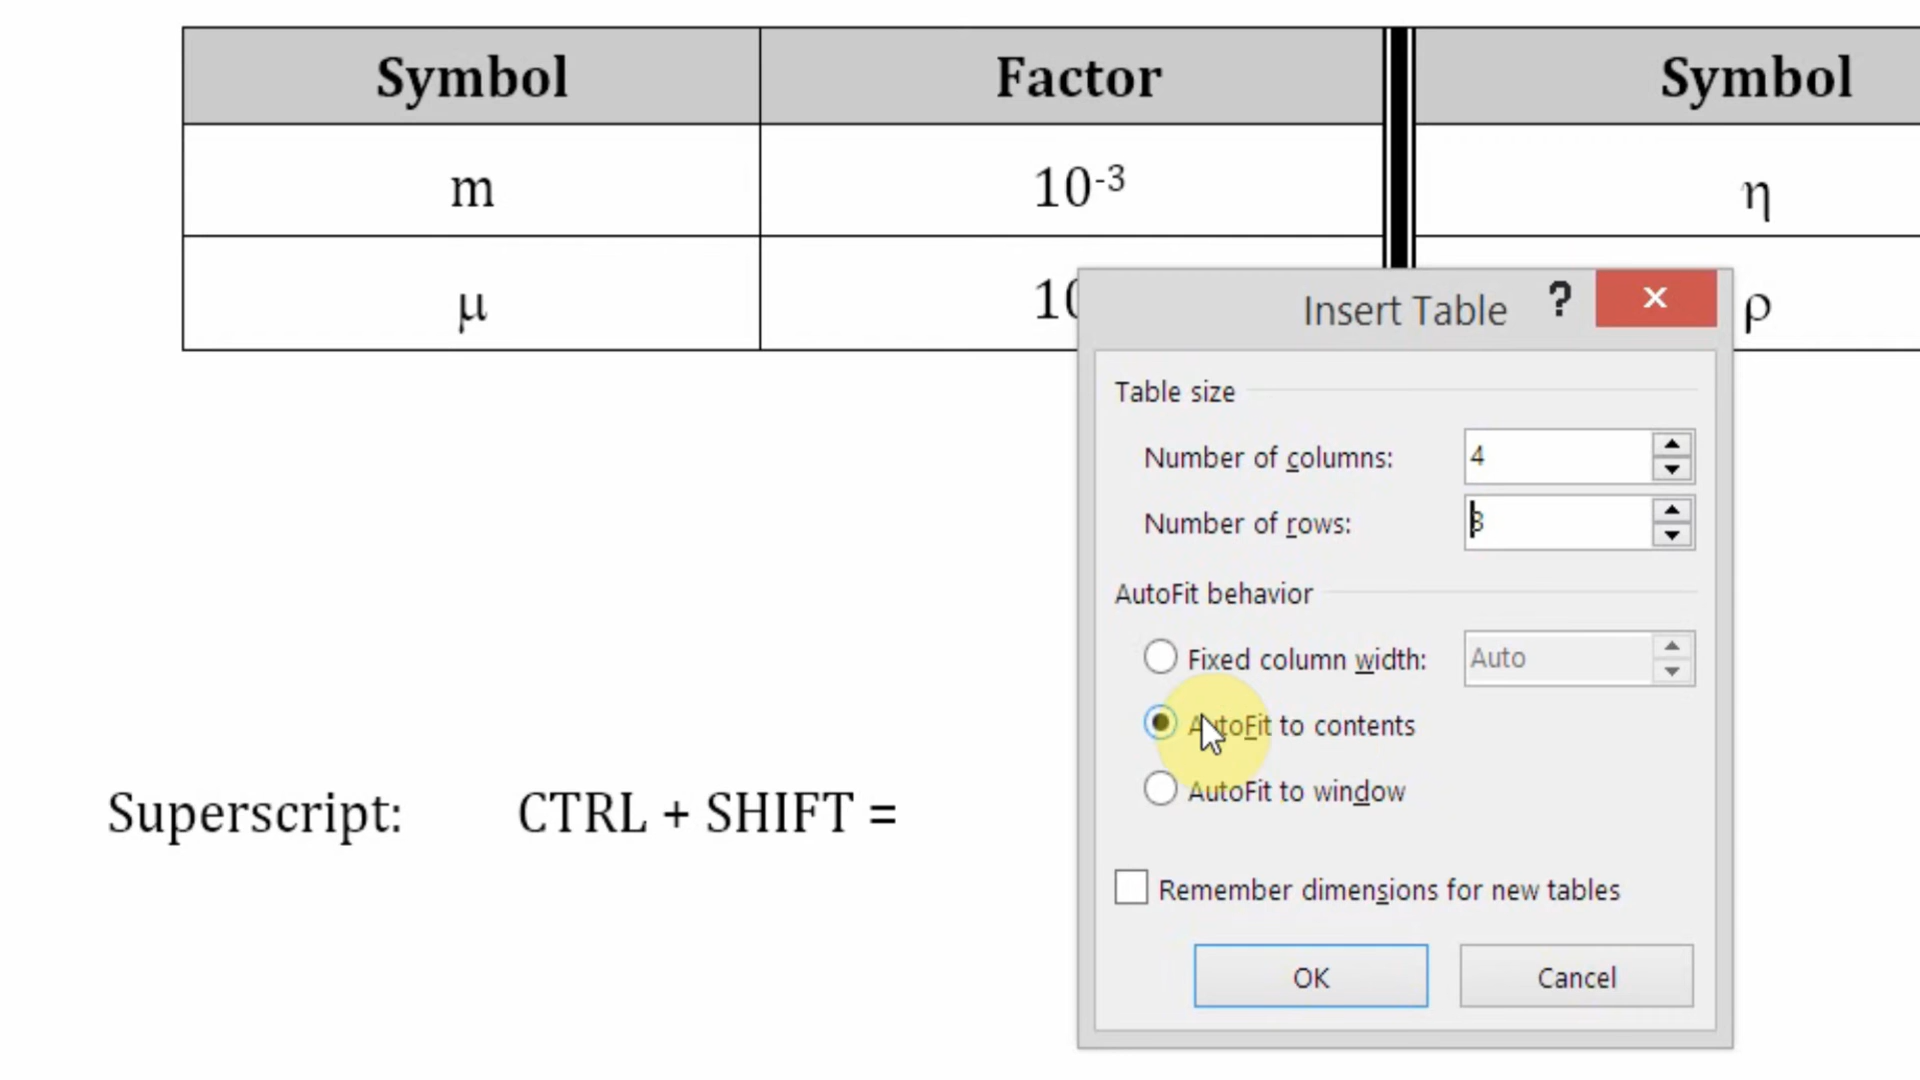 Symbol Factor Symbol
m 10-3 η
μ 10 ρ
Insert Table ?
Table size
Number of columns: 4
Number of rows: 3
AutoFit behavior
Fixed column width: Auto
AutoFit to contents
AutoFit to window
Superscript: CTRL + SHIFT =
Remember dimensions for new tables
OK Cancel